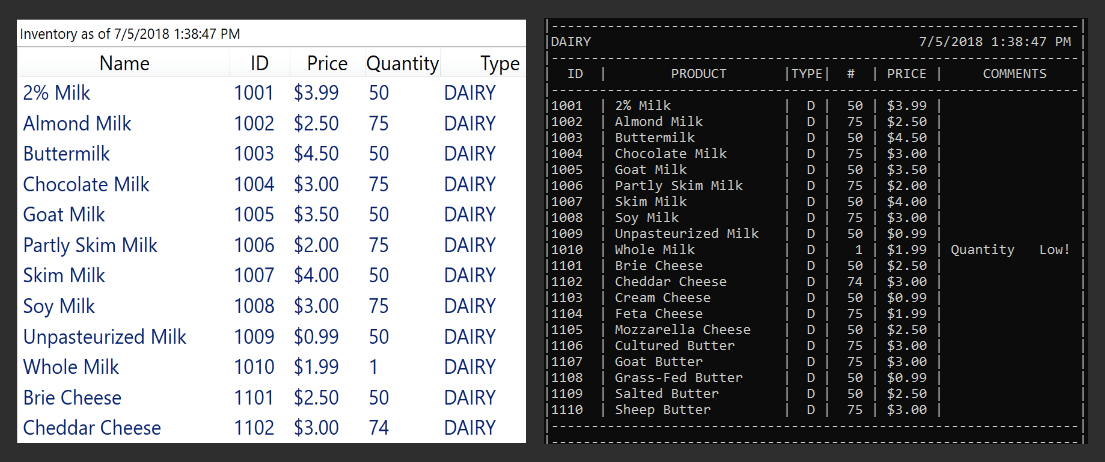 Inventory as of 7/5/2018 1:38:47 PM
Name ID Price Quantity Type
2% Milk 1001 $3.99 50 DAIRY
Almond Milk 1002 $2.50 75 DAIRY
Buttermilk 1003 $4.50 50 DAIRY
Chocolate Milk 1004 $3.00 75 DAIRY
Goat Milk 1005 $3.50 50 DAIRY
Partly Skim Milk 1006 $2.00 75 DAIRY
Skim Milk 1007 $4.00 50 DAIRY
Soy Milk 1008 $3.00 75 DAIRY
Unpasteurized Milk 1009 $0.99 50 DAIRY
Whole Milk 1010 $1.99 1 DAIRY
Brie Cheese 1101 $2.50 50 DAIRY
Cheddar Cheese 1102 $3.00 74 DAIRY
DAIRY 7/5/2018 1:38:47 PM
ID | PRODUCT |TYPE| # | PRICE | COMMENTS
1001 | 2% Milk | D | 50 | $3.99 |
1002 | Almond Milk | D | 75 | $2.50 |
1003 | Buttermilk | D | 50 | $4.50 |
1004 | Chocolate Milk | D | 75 | $3.00 |
1005 | Goat Milk | D | 50 | $3.50 |
1006 | Partly Skim Milk | D | 75 | $2.00 |
1007 | Skim Milk | D | 50 | $4.00 |
1008 | Soy Milk | D | 75 | $3.00 |
1009 | Unpasteurized Milk | D | 50 | $0.99 |
1010 | Whole Milk | D | 1 | $1.99 | Quantity Low!
1101 | Brie Cheese | D | 50 | $2.50 |
1102 | Cheddar Cheese | D | 74 | $3.00 |
1103 | Cream Cheese | D | 50 | $0.99 |
1104 | Feta Cheese | D | 75 | $1.99 |
1105 | Mozzarella Cheese | D | 50 | $2.50 |
1106 | Cultured Butter | D | 75 | $3.00 |
1107 | Goat Butter | D | 75 | $3.00 |
1108 | Grass-Fed Butter | D | 50 | $0.99 |
1109 | Salted Butter | D | 50 | $2.50 |
1110 | Sheep Butter | D | 75 | $3.00 |